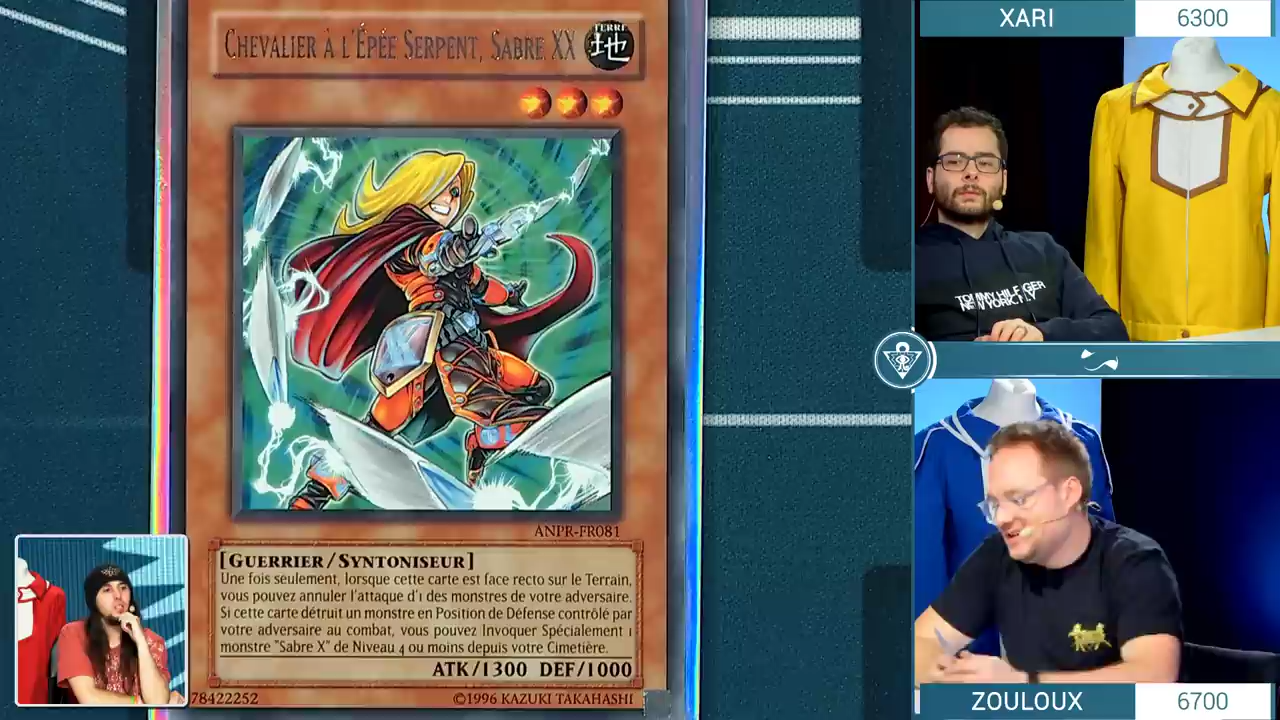 XARI 6300
CHEVALIER À L'ÉPÉE SERPENT, SABRE XX
TERRE
地
TOMMY HILFIGER
NEW YORK, NY
ANPR-FR081
[GUERRIER/SYNTONISEUR]
Une fois seulement, lorsque cette carte est face recto sur le Terrain,
vous pouvez annuler l'attaque d'1 des monstres de votre adversaire.
Si cette carte détruit un monstre en Position de Défense contrôlé par
votre adversaire au combat, vous pouvez Invoquer Spécialement 1
monstre "Sabre X" de Niveau 4 ou moins depuis votre Cimetière.
ATK/1300 DEF/1000
78422252 ©1996 KAZUKI TAKAHASHI
ZOULOUX 6700